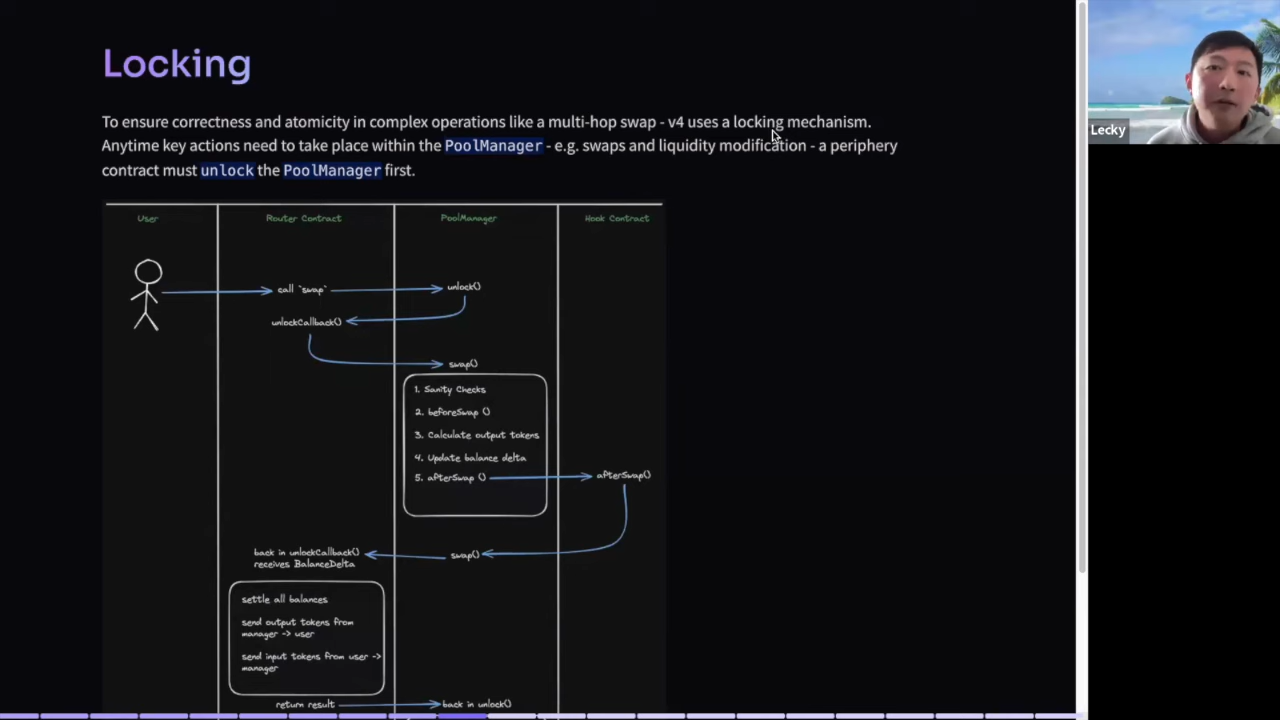 Locking
To ensure correctness and atomicity in complex operations like a multi-hop swap - v4 uses a locking mechanism.
Anytime key actions need to take place within the PoolManager - e.g. swaps and liquidity modification - a periphery
contract must unlock the PoolManager first.
User
Router Contract
PoolManager
Hook Contract
call `swap`
unlock()
unlockCallback()
swap()
1. Sanity Checks
2. beforeSwap ()
3. Calculate output tokens
4. Update balance delta
5. afterSwap ()
afterSwap()
back in unlockCallback()
receives BalanceDelta
swap()
settle all balances
send output tokens from
manager -> user
send input tokens from user ->
manager
return result
back in unlock()
Lecky